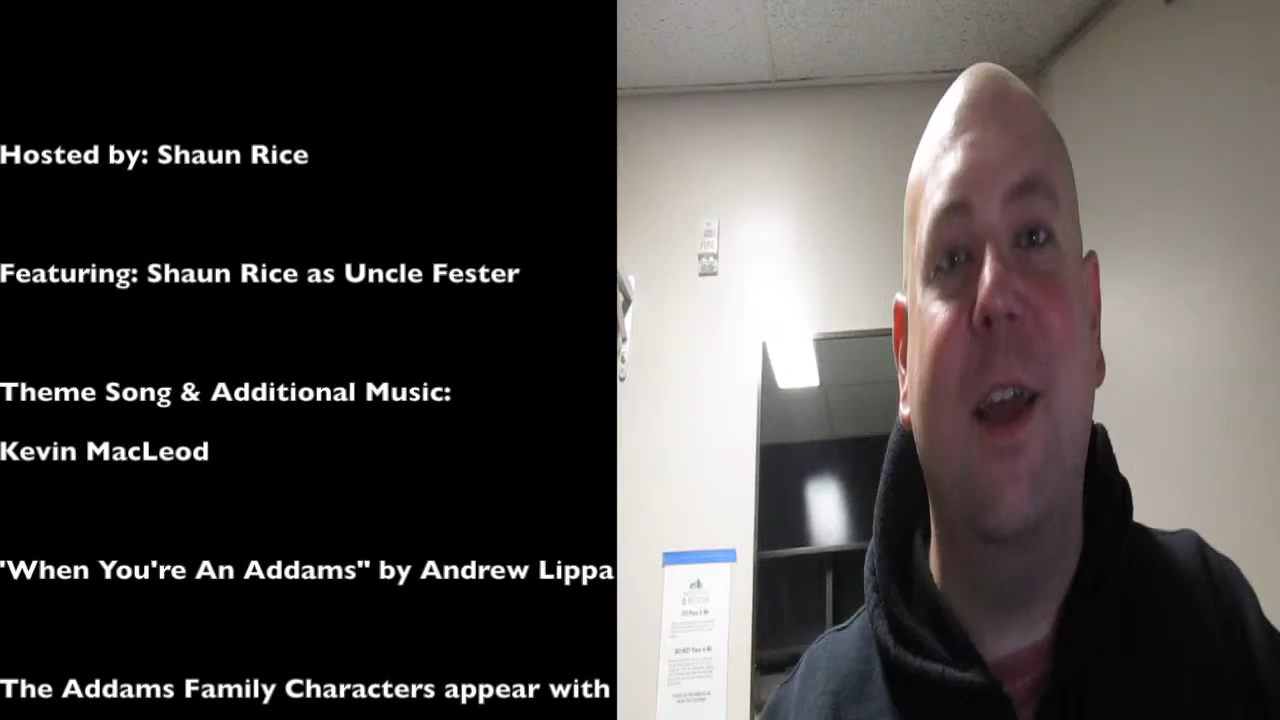 Hosted by: Shaun Rice
Featuring: Shaun Rice as Uncle Fester
Theme Song & Additional Music:
Kevin MacLeod
"When You're An Addams" by Andrew Lippa
The Addams Family Characters appear with
FIRE